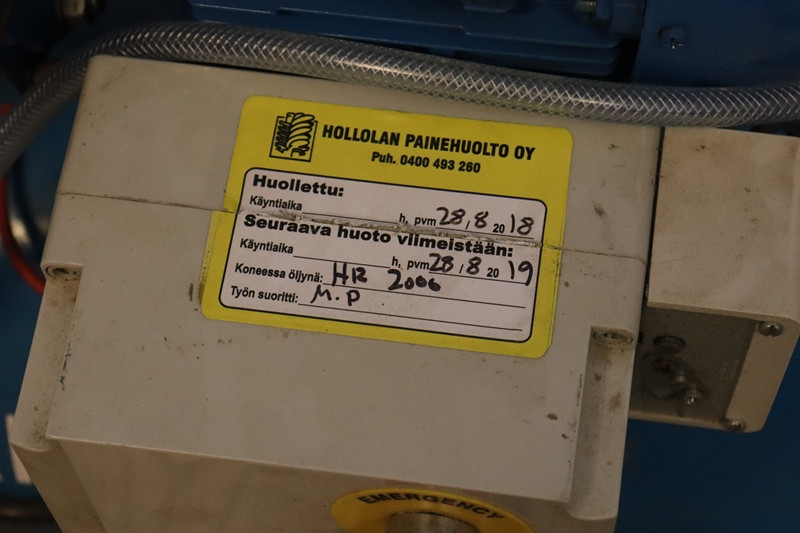 HOLLOLAN PAINEHUOLTO OY
Puh. 0400 493 260
Huollettu:
Käyntiaika h, pvm 28/8 2018
Seuraava huoto viimeistään:
Käyntiaika h, pvm 28/8 2019
Koneessa öljynä: HR 2000
Työn suoritti: M.P
EMERGENCY